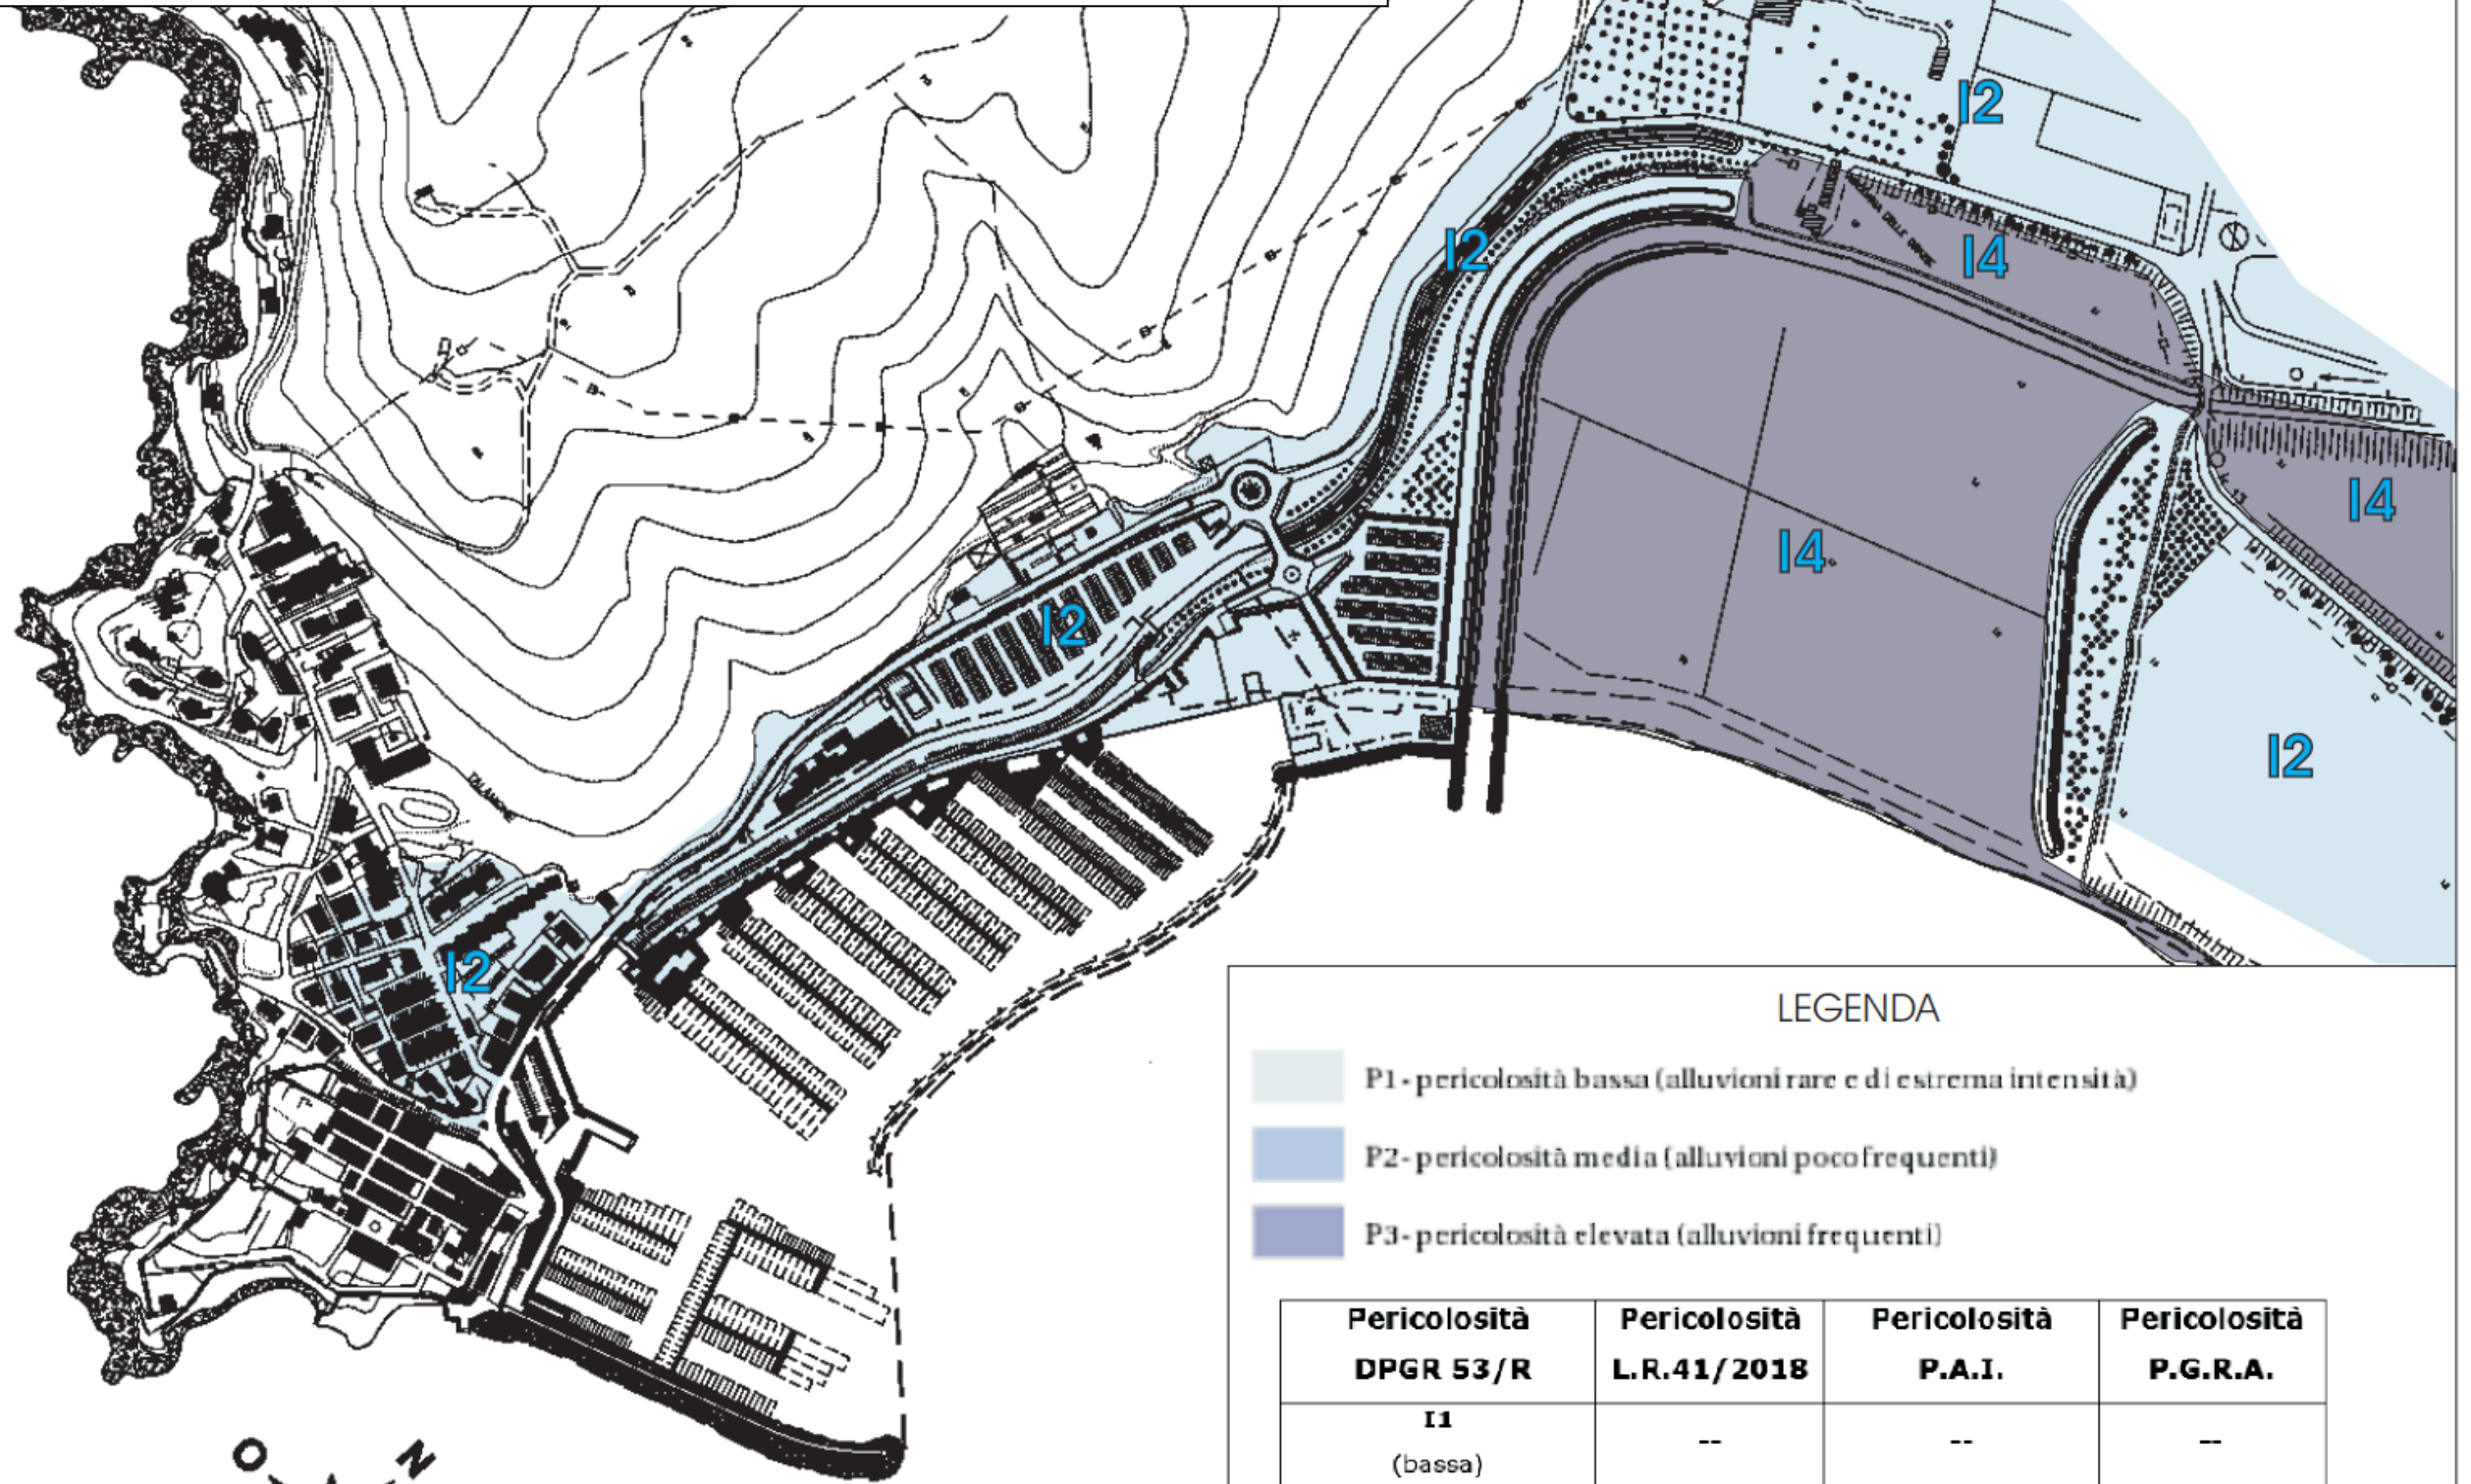 I2
I2
I4
I4
I4
I2
I2
I2
LEGENDA
P1- pericolosità bassa (alluvioni rare e di estrema intensità)
P2- pericolosità media (alluvioni poco frequenti)
P3- pericolosità elevata (alluvioni frequenti)
Pericolosità DPGR 53/R
Pericolosità L.R.41/2018
Pericolosità P.A.I.
Pericolosità P.G.R.A.
I1 (bassa)
--
--
--
O
N